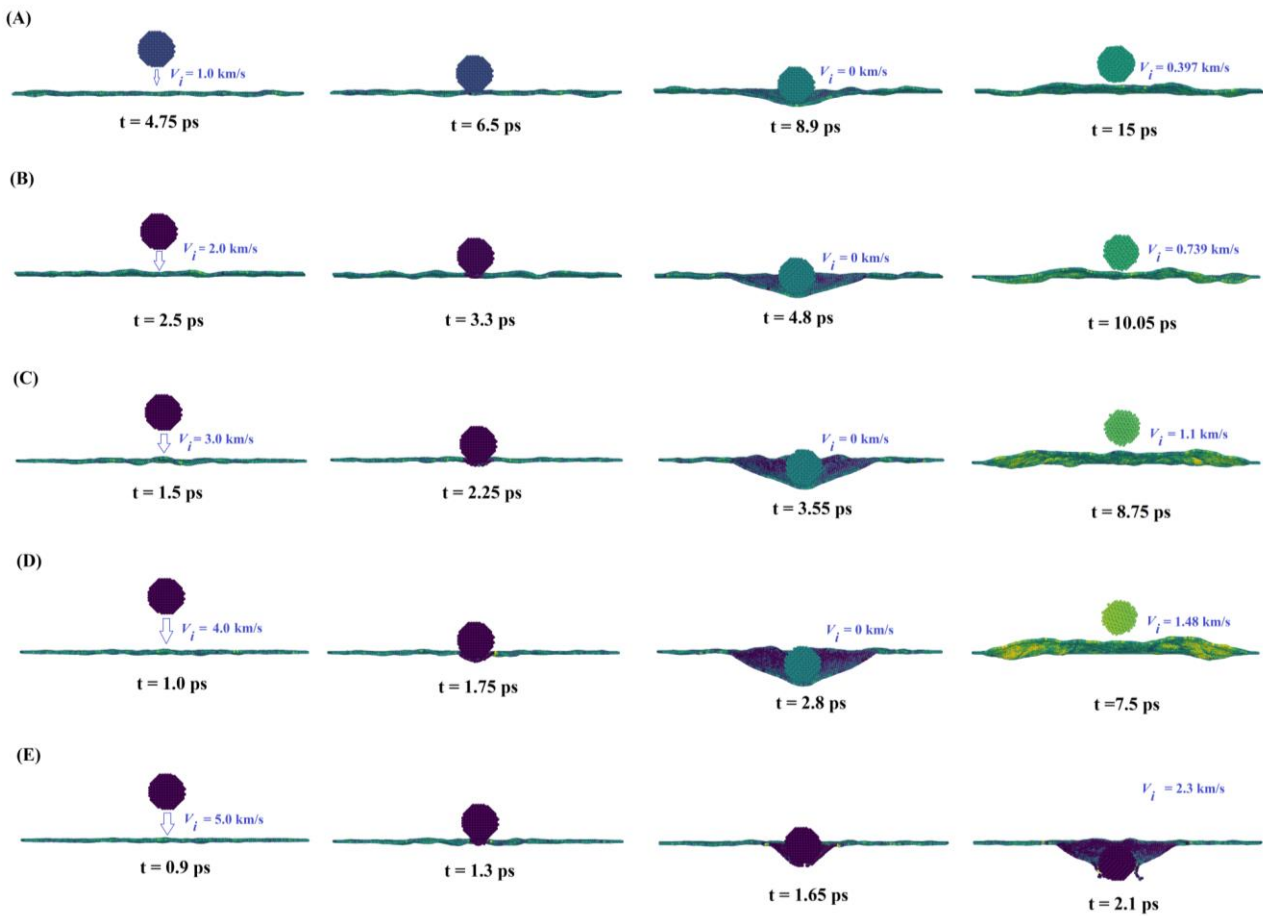 (A)
V_i = 1.0 km/s
V_i = 0 km/s
V_i = 0.397 km/s
t = 4.75 ps
t = 6.5 ps
t = 8.9 ps
t = 15 ps
(B)
V_i = 2.0 km/s
V_i = 0 km/s
V_i = 0.739 km/s
t = 2.5 ps
t = 3.3 ps
t = 4.8 ps
t = 10.05 ps
(C)
V_i = 3.0 km/s
V_i = 0 km/s
V_i = 1.1 km/s
t = 1.5 ps
t = 2.25 ps
t = 3.55 ps
t = 8.75 ps
(D)
V_i = 4.0 km/s
V_i = 0 km/s
V_i = 1.48 km/s
t = 1.0 ps
t = 1.75 ps
t = 2.8 ps
t =7.5 ps
(E)
V_i = 5.0 km/s
V_i = 2.3 km/s
t = 0.9 ps
t = 1.3 ps
t = 1.65 ps
t = 2.1 ps